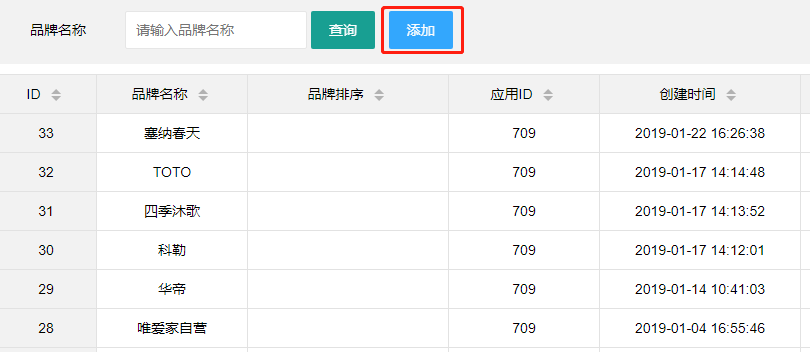 品牌名称 请输入品牌名称 查询 添加
ID 品牌名称 品牌排序 应用ID 创建时间
33 塞纳春天 709 2019-01-22 16:26:38
32 TOTO 709 2019-01-17 14:14:48
31 四季沐歌 709 2019-01-17 14:13:52
30 科勒 709 2019-01-17 14:12:01
29 华帝 709 2019-01-14 10:41:03
28 唯爱家自营 709 2019-01-04 16:55:46